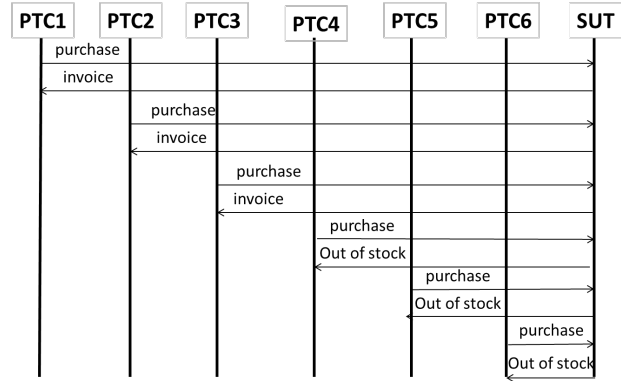 PTC1 PTC2 PTC3 PTC4 PTC5 PTC6 SUT
purchase
invoice
purchase
invoice
purchase
invoice
purchase
Out of stock
purchase
Out of stock
purchase
Out of stock